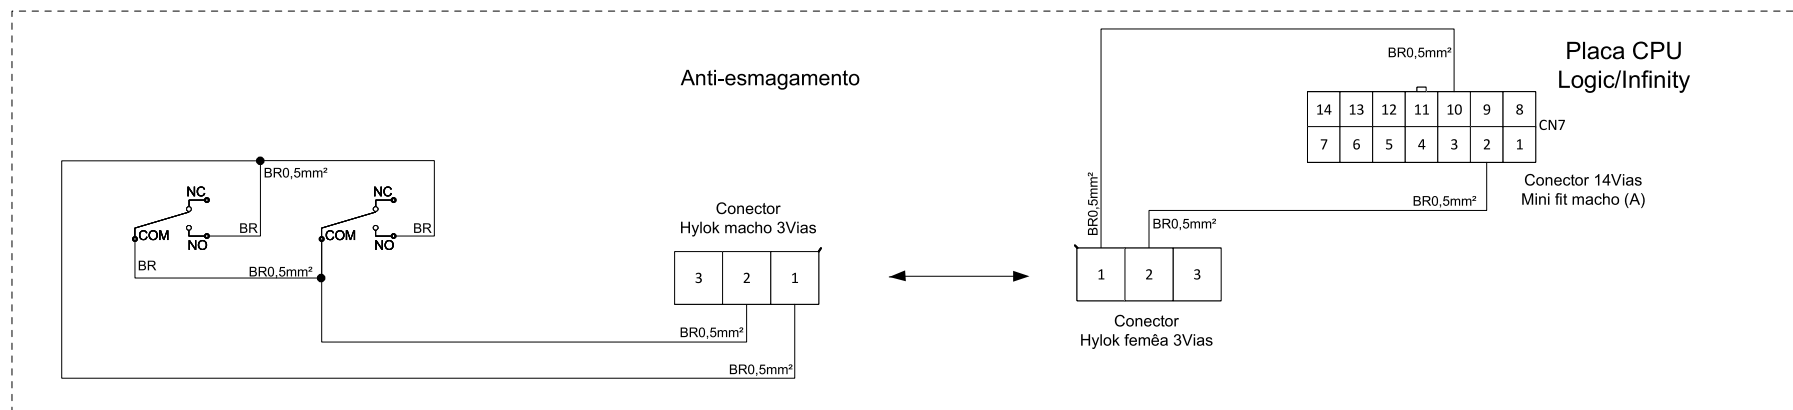 Anti-esmagamento
BR0,5mm²
Placa CPU
Logic/Infinity
14 13 12 11 10 9 8
CN7
7 6 5 4 3 2 1
Conector 14Vias
Mini fit macho (A)
BR0,5mm²
BR0,5mm²
BR0,5mm²
BR0,5mm²
NC
NC
BR
BR
COM
COM
NO
NO
BR
BR0,5mm²
Conector
Hylok macho 3Vias
3 2 1
1 2 3
Conector
Hylok femêa 3Vias
BR0,5mm²
BR0,5mm²